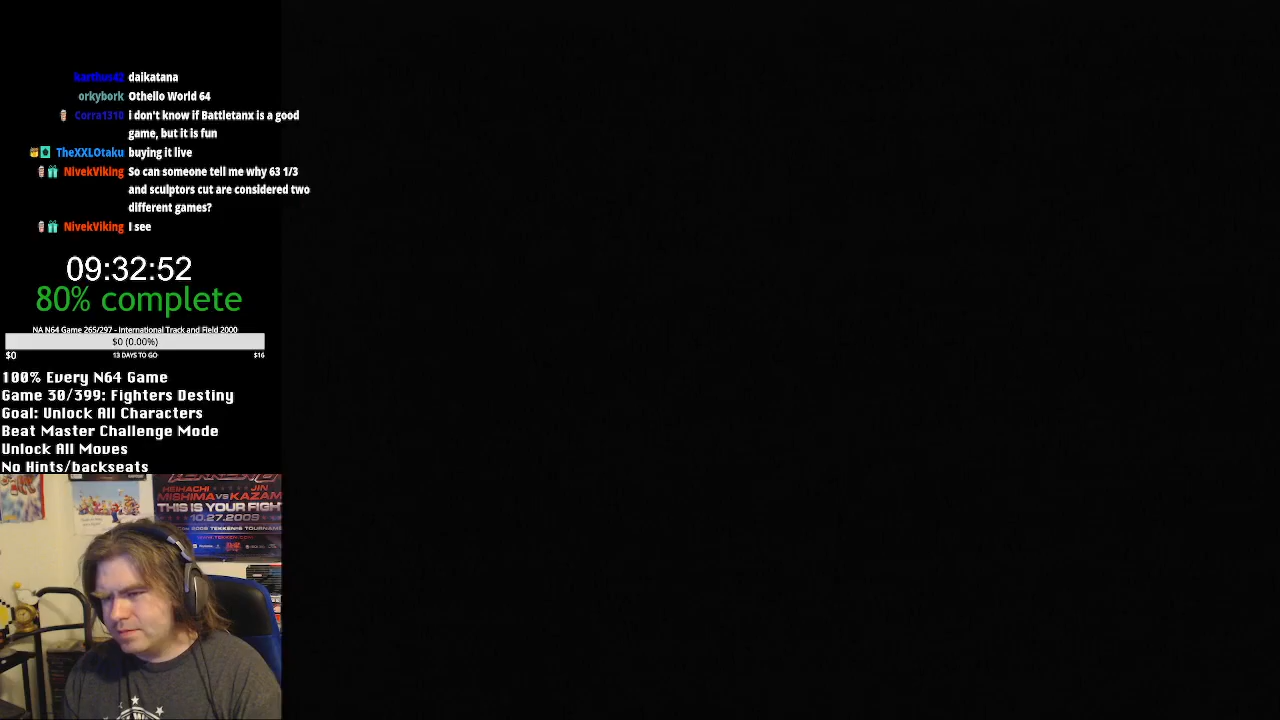 karthus42 daikatana
orkybork Othello World 64
Corra1310 i don't know if Battletanx is a good
game, but it is fun
TheXXLOtaku buying it live
NivekViking So can someone tell me why 63 1/3
and sculptors cut are considered two
different games?
NivekViking I see
09:32:52
80% complete
NA N64 Game 265/297 - International Track and Field 2000
$0 (0.00%)
$0 13 DAYS TO GO $16
100% Every N64 Game
Game 30/399: Fighters Destiny
Goal: Unlock All Characters
Beat Master Challenge Mode
Unlock All Moves
No Hints/backseats
HEIHACHI JIN
MISHIMA VS KAZAM
THIS IS YOUR FIGH
10.27.2009